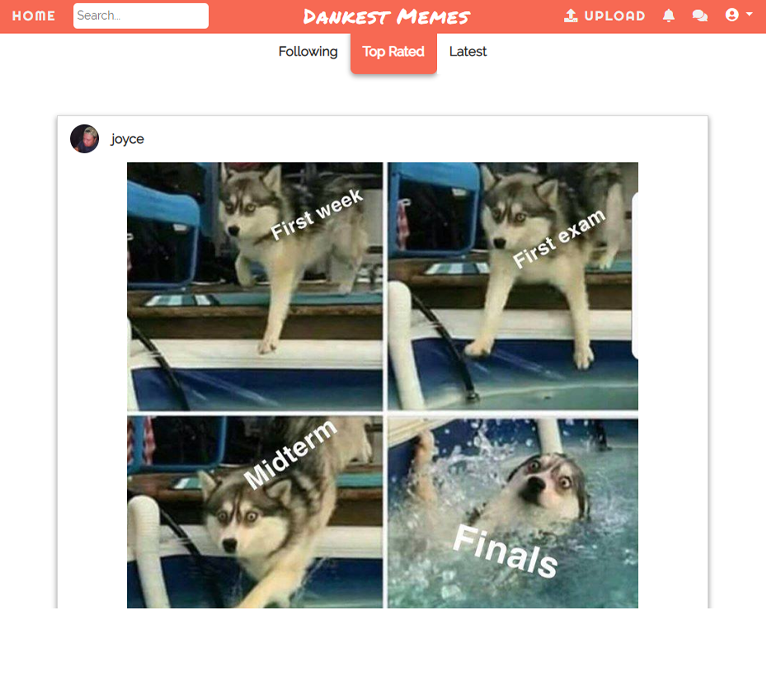 HOME
Search...
Dankest Memes
UPLOAD
Following
Top Rated
Latest
joyce
First week
First exam
Midterm
Finals